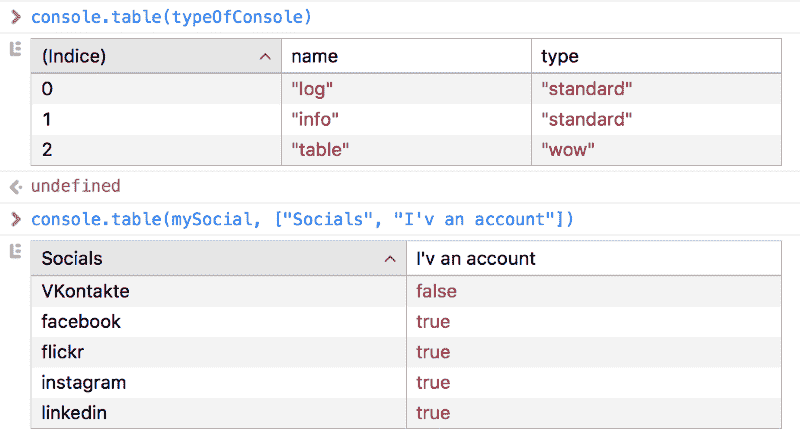 console.table(typeOfConsole)
(Indice) name type
0 "log" "standard"
1 "info" "standard"
2 "table" "wow"
undefined
console.table(mySocial, ["Socials", "I'v an account"])
Socials I'v an account
VKontakte false
facebook true
flickr true
instagram true
linkedin true